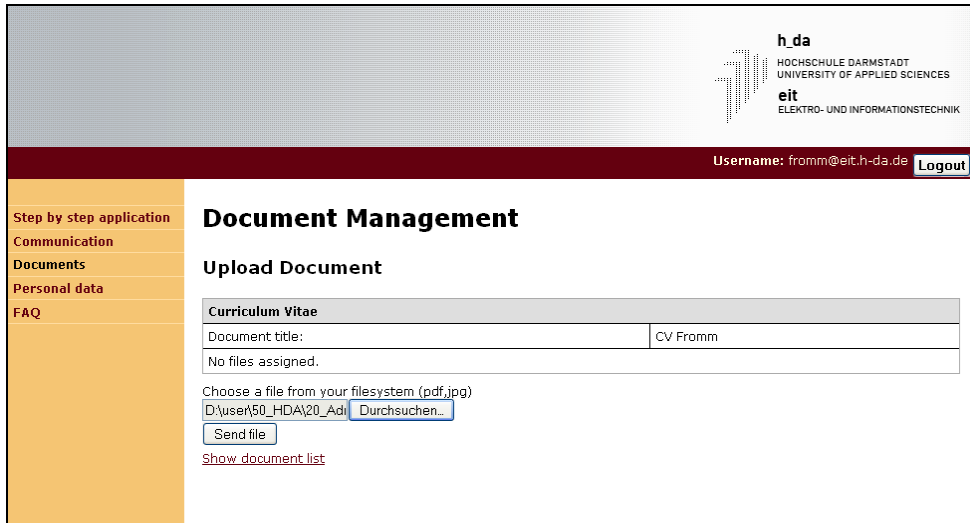 h_da
HOCHSCHULE DARMSTADT
UNIVERSITY OF APPLIED SCIENCES
eit
ELEKTRO- UND INFORMATIONSTECHNIK
Username: fromm@eit.h-da.de Logout
Step by step application
Communication
Documents
Personal data
FAQ
Document Management
Upload Document
Curriculum Vitae
Document title: CV Fromm
No files assigned.
Choose a file from your filesystem (pdf,jpg)
D:\user\50_HDA\20_Adı Durchsuchen...
Send file
Show document list